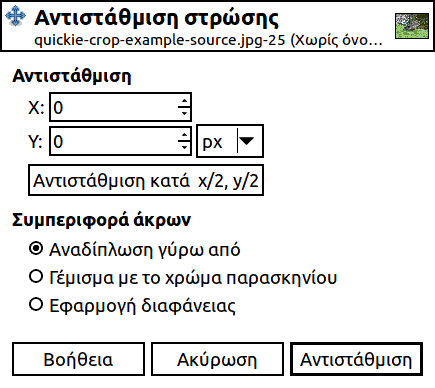 Αντιστάθμιση στρώσης
quickie-crop-example-source.jpg-25 (Χωρίς όνο…
Αντιστάθμιση
X: 0
Y: 0 px
Αντιστάθμιση κατά x/2, y/2
Συμπεριφορά άκρων
Αναδίπλωση γύρω από
Γέμισμα με το χρώμα παρασκηνίου
Εφαρμογή διαφάνειας
Βοήθεια Ακύρωση Αντιστάθμιση